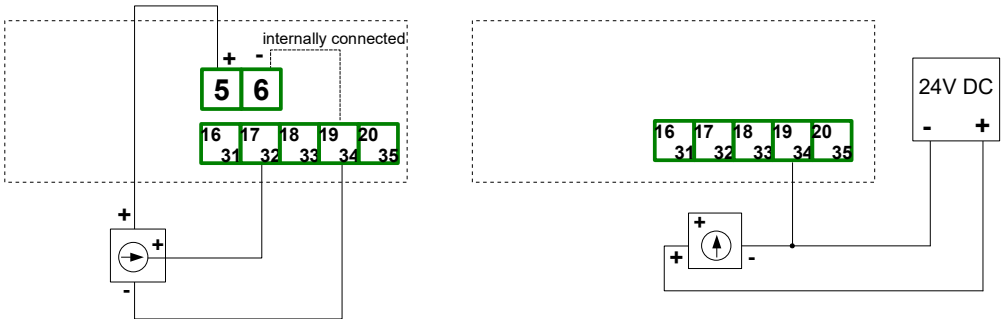 internally connected
+ -
5 6
16 17 18 19 20
31 32 33 34 35
+
+
-
24V DC
- +
16 17 18 19 20
31 32 33 34 35
+
+ -